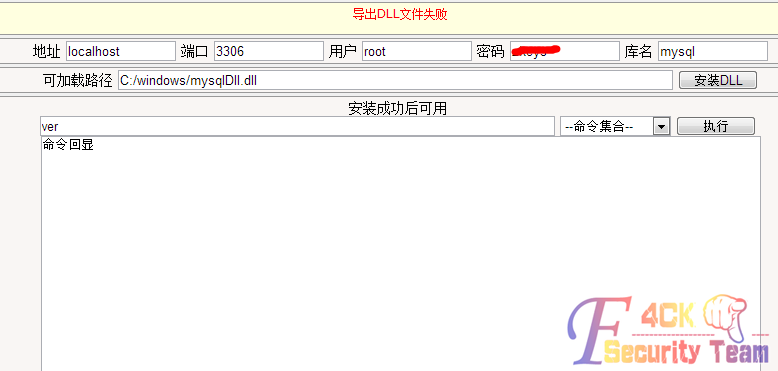 导出DLL文件失败
地址 localhost 端口 3306 用户 root 密码 库名 mysql
可加载路径 C:/windows/mysqlDll.dll 安装DLL
安装成功后可用
ver --命令集合-- 执行
命令回显
F4CK
Security Team